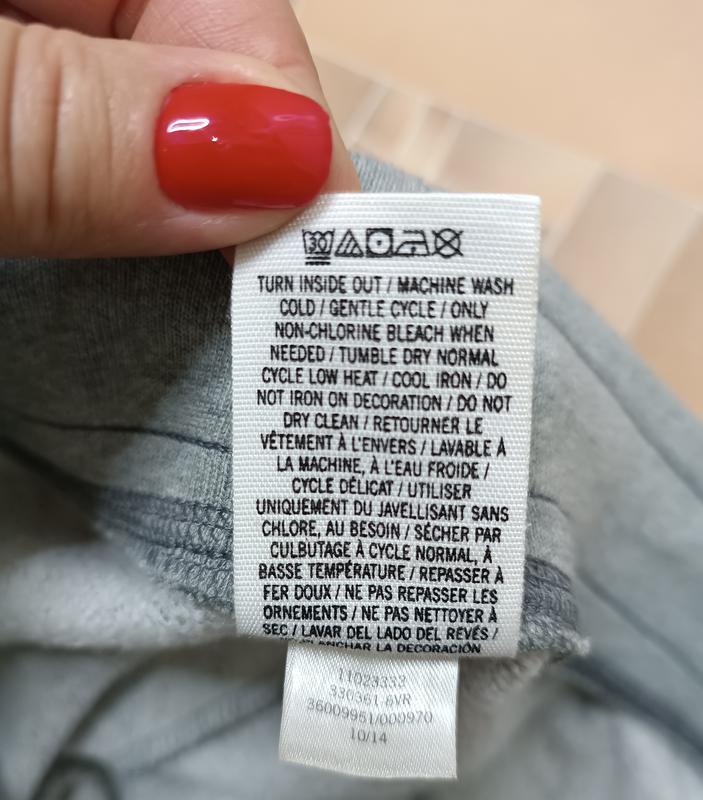 30
TURN INSIDE OUT / MACHINE WASH
COLD / GENTLE CYCLE / ONLY
NON-CHLORINE BLEACH WHEN
NEEDED / TUMBLE DRY NORMAL
CYCLE LOW HEAT / COOL IRON / DO
NOT IRON ON DECORATION / DO NOT
DRY CLEAN / RETOURNER LE
VÊTEMENT À L'ENVERS / LAVABLE À
LA MACHINE, À L'EAU FROIDE /
CYCLE DÉLICAT / UTILISER
UNIQUEMENT DU JAVELLISANT SANS
CHLORE, AU BESOIN / SÉCHER PAR
CULBUTAGE À CYCLE NORMAL, À
BASSE TEMPÉRATURE / REPASSER À
FER DOUX / NE PAS REPASSER LES
ORNEMENTS / NE PAS NETTOYER À
SEC / LAVAR DEL LADO DEL REVÉS /
PLANCHAR LA DECORACIÓN
11023332
330361 6VR
36009951/000970
10/14